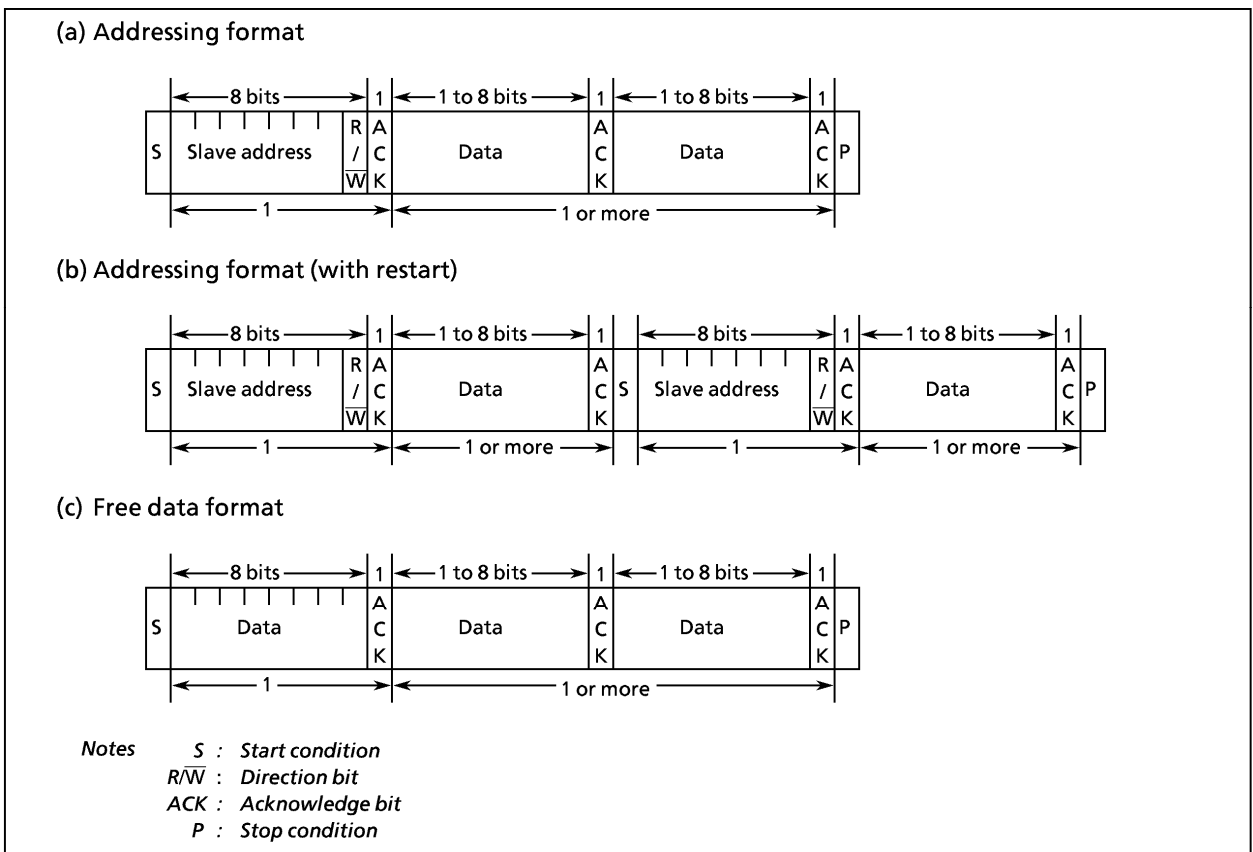 (a) Addressing format
8 bits 1 1 to 8 bits 1 1 to 8 bits 1
S Slave address R/W̅ ACK Data ACK Data ACK P
1 1 or more
(b) Addressing format (with restart)
8 bits 1 1 to 8 bits 1 8 bits 1 1 to 8 bits 1
S Slave address R/W̅ ACK Data ACK S Slave address R/W̅ ACK Data ACK P
1 1 or more 1 1 or more
(c) Free data format
8 bits 1 1 to 8 bits 1 1 to 8 bits 1
S Data ACK Data ACK Data ACK P
1 1 or more
Notes S : Start condition
R/W̅ : Direction bit
ACK : Acknowledge bit
P : Stop condition